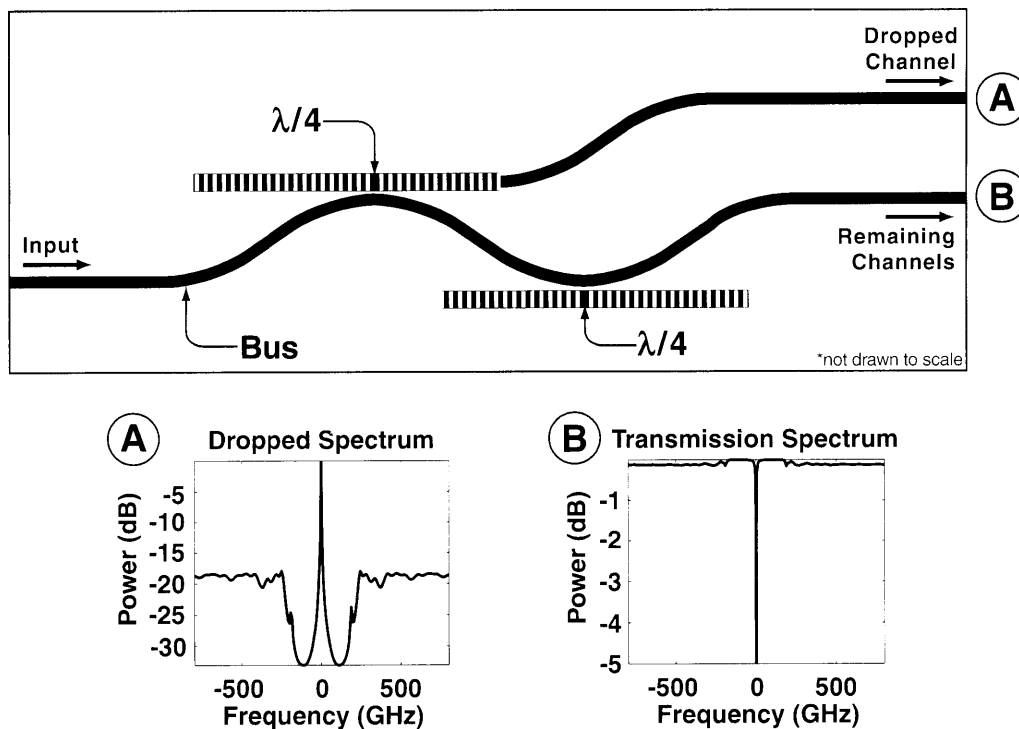 Dropped
Channel
A
λ/4
B
Input
Remaining
Channels
Bus
λ/4
*not drawn to scale
A
Dropped Spectrum
Power (dB)
-5
-10
-15
-20
-25
-30
-500
0
500
Frequency (GHz)
B
Transmission Spectrum
Power (dB)
-1
-2
-3
-4
-5
-500
0
500
Frequency (GHz)